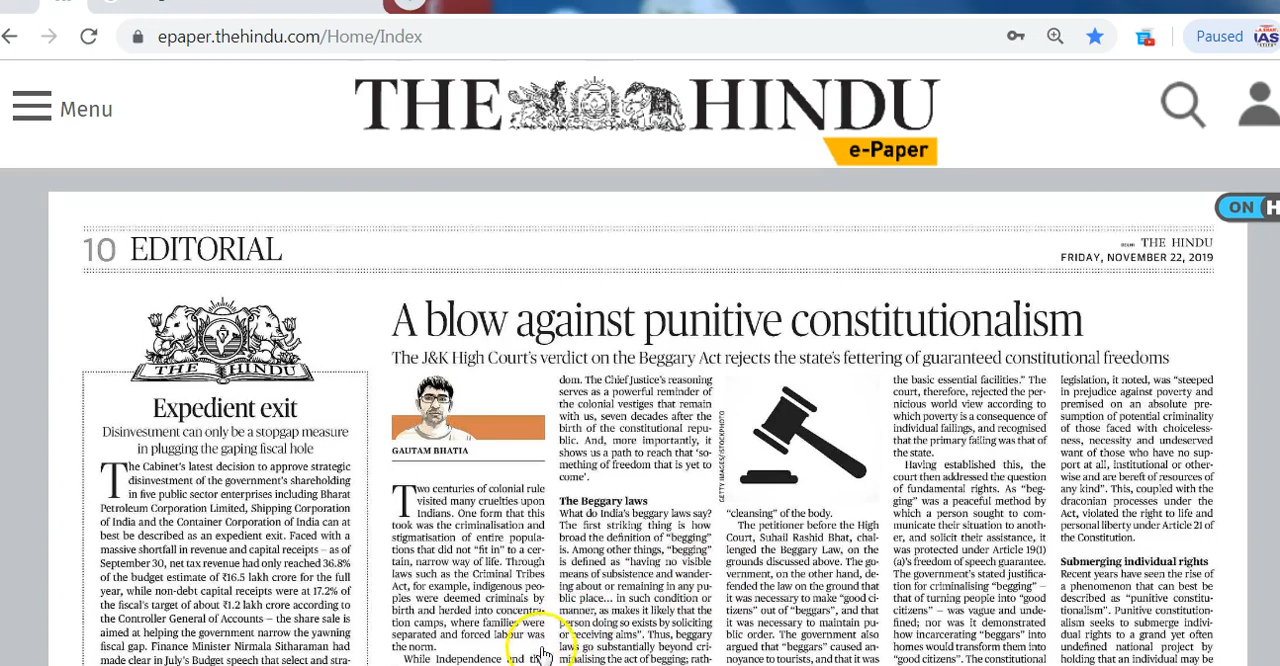 epaper.thehindu.com/Home/Index
Paused
IAS
Menu
THE HINDU
e-Paper
ON H
10 EDITORIAL
THE HINDU
FRIDAY, NOVEMBER 22, 2019
THE HINDU
Expedient exit
Disinvestment can only be a stopgap measure
in plugging the gaping fiscal hole
The Cabinet's latest decision to approve strategic
disinvestment of the government's shareholding
in five public sector enterprises including Bharat
Petroleum Corporation Limited, Shipping Corporation
of India and the Container Corporation of India can at
best be described as an expedient exit. Faced with a
massive shortfall in revenue and capital receipts – as of
September 30, net tax revenue had only reached 36.8%
of the budget estimate of ₹16.5 lakh crore for the full
year, while non-debt capital receipts were at 17.2% of
the fiscal's target of about ₹1.2 lakh crore according to
the Controller General of Accounts – the share sale is
aimed at helping the government narrow the yawning
fiscal gap. Finance Minister Nirmala Sitharaman had
made clear in July's Budget speech that select and stra-
A blow against punitive constitutionalism
The J&K High Court's verdict on the Beggary Act rejects the state's fettering of guaranteed constitutional freedoms
GAUTAM BHATIA
Two centuries of colonial rule
visited many cruelties upon
Indians. One form that this
took was the criminalisation and
stigmatisation of entire popula-
tions that did not “fit in” to a cer-
tain, narrow way of life. Through
laws such as the Criminal Tribes
Act, for example, indigenous peo-
ples were deemed criminals by
birth and herded into concentra-
tion camps, where families were
separated and forced labour was
the norm.
While Independence and th
dom. The Chief Justice's reasoning
serves as a powerful reminder of
the colonial vestiges that remain
with us, seven decades after the
birth of the constitutional repu-
blic. And, more importantly, it
shows us a path to reach that ‘so-
mething of freedom that is yet to
come’.
The Beggary laws
What do India's beggary laws say?
The first striking thing is how
broad the definition of “begging”
is. Among other things, “begging”
is defined as “having no visible
means of subsistence and wander-
ing about or remaining in any pu-
blic place... in such condition or
manner, as makes it likely that the
person doing so exists by soliciting
receiving alms”. Thus, beggary
laws go substantially beyond cri-
minalising the act of begging; rath-
GETTY IMAGES/ISTOCKPHOTO
“cleansing” of the body.
The petitioner before the High
Court, Suhail Rashid Bhat, chal-
lenged the Beggary Law, on the
grounds discussed above. The go-
vernment, on the other hand, de-
fended the law on the ground that
it was necessary to make “good ci-
tizens” out of “beggars”, and that
it was necessary to maintain pu-
blic order. The government also
argued that “beggars” caused an-
noyance to tourists, and that it was
the basic essential facilities.” The
court, therefore, rejected the per-
nicious world view according to
which poverty is a consequence of
individual failings, and recognised
that the primary failing was that of
the state.
Having established this, the
court then addressed the question
of fundamental rights. As “beg-
ging” was a peaceful method by
which a person sought to com-
municate their situation to anoth-
er, and solicit their assistance, it
was protected under Article 19(1)
(a)'s freedom of speech guarantee.
The government's stated justifica-
tion for criminalising “begging” –
that of turning people into “good
citizens” – was vague and unde-
fined; nor was it demonstrated
how incarcerating “beggars” into
homes would transform them into
“good citizens”. The constitutional
legislation, it noted, was “steeped
in prejudice against poverty and
premised on an absolute pre-
sumption of potential criminality
of those faced with choiceless-
ness, necessity and undeserved
want of those who have no sup-
port at all, institutional or other-
wise and are bereft of resources
of any kind”. This, coupled with the
draconian processes under the
Act, violated the right to life and
personal liberty under Article 21 of
the Constitution.
Submerging individual rights
Recent years have seen the rise of
a phenomenon that can best be
described as “punitive constitu-
tionalism”. Punitive constitution-
alism seeks to submerge indivi-
dual rights to a grand yet often
undefined national project by
holding that an individual may be